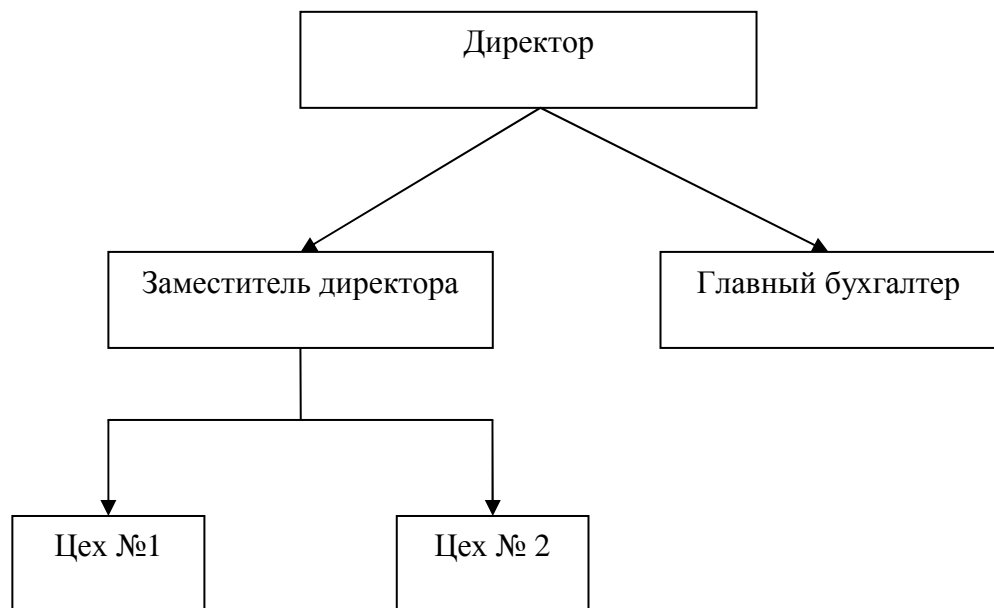 Директор
Заместитель директора
Главный бухгалтер
Цех №1
Цех № 2